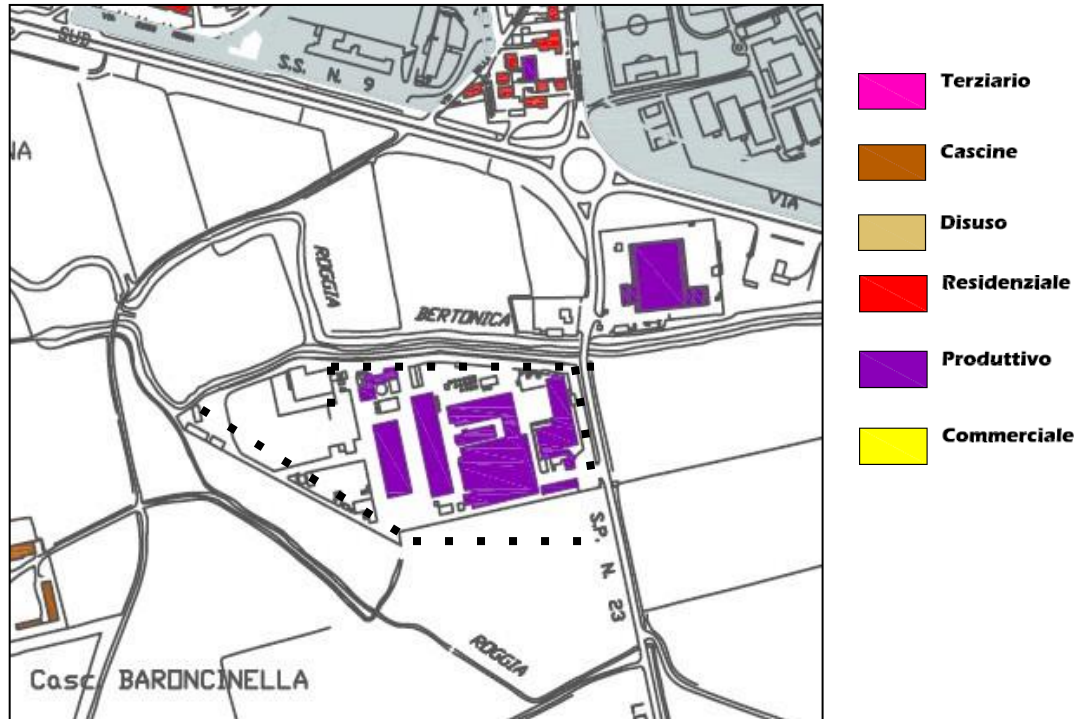 SUD
S.S. N. 9
VIA
NA
ROGGIA
BERTONICA
S.P. N. 23
ROGGIA
Casc. BARONCINELLA
Terziario
Cascine
Disuso
Residenziale
Produttivo
Commerciale